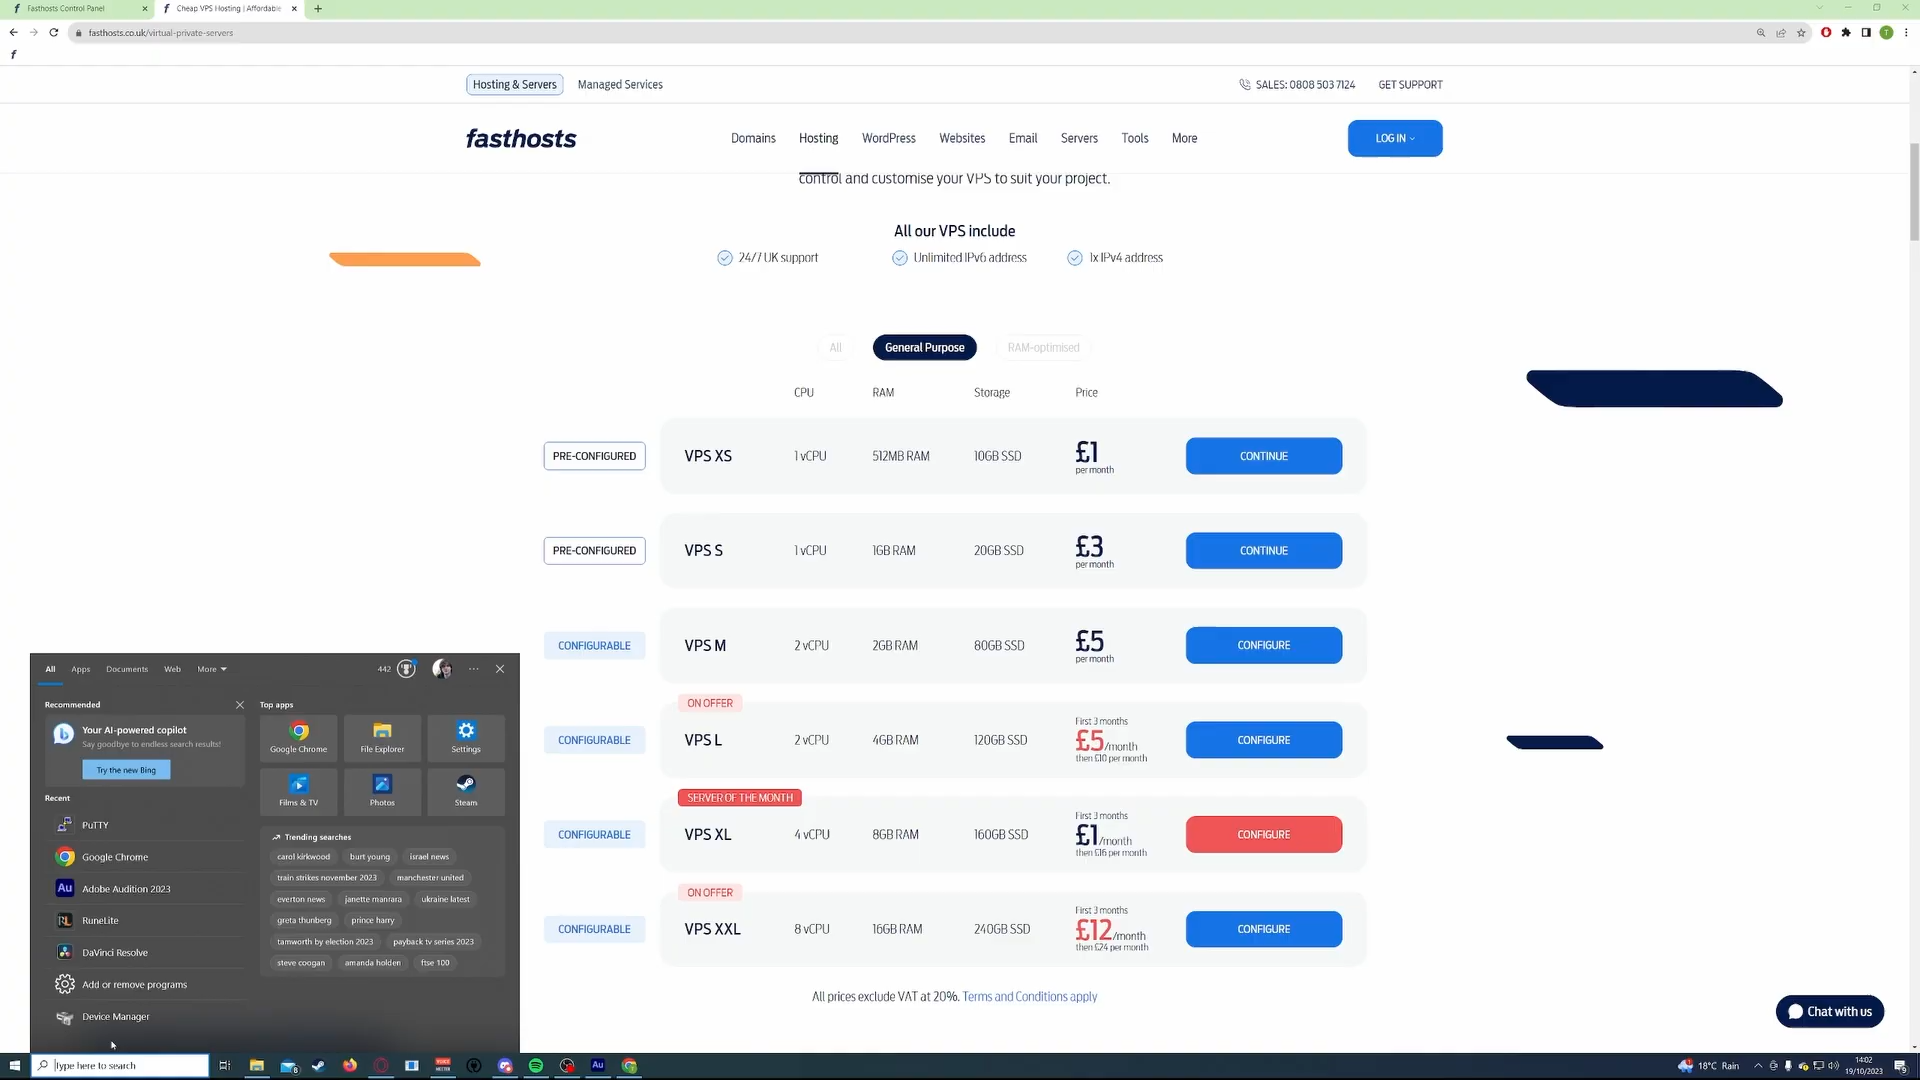 Fasthosts Control Panel
Cheap VPS Hosting | Affordable
fasthosts.co.uk/virtual-private-servers
T
Hosting & Servers
Managed Services
SALES: 0808 503 7124
GET SUPPORT
fasthosts
Domains
Hosting
WordPress
Websites
Email
Servers
Tools
More
LOG IN
control and customise your VPS to suit your project.
All our VPS include
24/7 UK support
Unlimited IPv6 address
1x IPv4 address
All
General Purpose
RAM-optimised
CPU
RAM
Storage
Price
PRE-CONFIGURED
VPS XS
1 vCPU
512MB RAM
10GB SSD
£1
per month
CONTINUE
PRE-CONFIGURED
VPS S
1 vCPU
1GB RAM
20GB SSD
£3
per month
CONTINUE
CONFIGURABLE
VPS M
2 vCPU
2GB RAM
80GB SSD
£5
per month
CONFIGURE
ON OFFER
CONFIGURABLE
VPS L
2 vCPU
4GB RAM
120GB SSD
First 3 months
£5/month
then £10 per month
CONFIGURE
SERVER OF THE MONTH
CONFIGURABLE
VPS XL
4 vCPU
8GB RAM
160GB SSD
First 3 months
£1/month
then £16 per month
CONFIGURE
ON OFFER
CONFIGURABLE
VPS XXL
8 vCPU
16GB RAM
240GB SSD
First 3 months
£12/month
then £24 per month
CONFIGURE
All prices exclude VAT at 20%. Terms and Conditions apply
Chat with us
All
Apps
Documents
Web
More
442
Recommended
Your AI-powered copilot
Say goodbye to endless search results!
Try the new Bing
Recent
PuTTY
Google Chrome
Au
Adobe Audition 2023
RL
RuneLite
DaVinci Resolve
Add or remove programs
Device Manager
Top apps
Google Chrome
File Explorer
Settings
Films & TV
Photos
Steam
Trending searches
carol kirkwood
burt young
israel news
train strikes november 2023
manchester united
everton news
janette manrara
ukraine latest
greta thunberg
prince harry
tamworth by election 2023
payback tv series 2023
steve coogan
amanda holden
ftse 100
Type here to search
Au
18°C Rain
14:02
19/10/2023